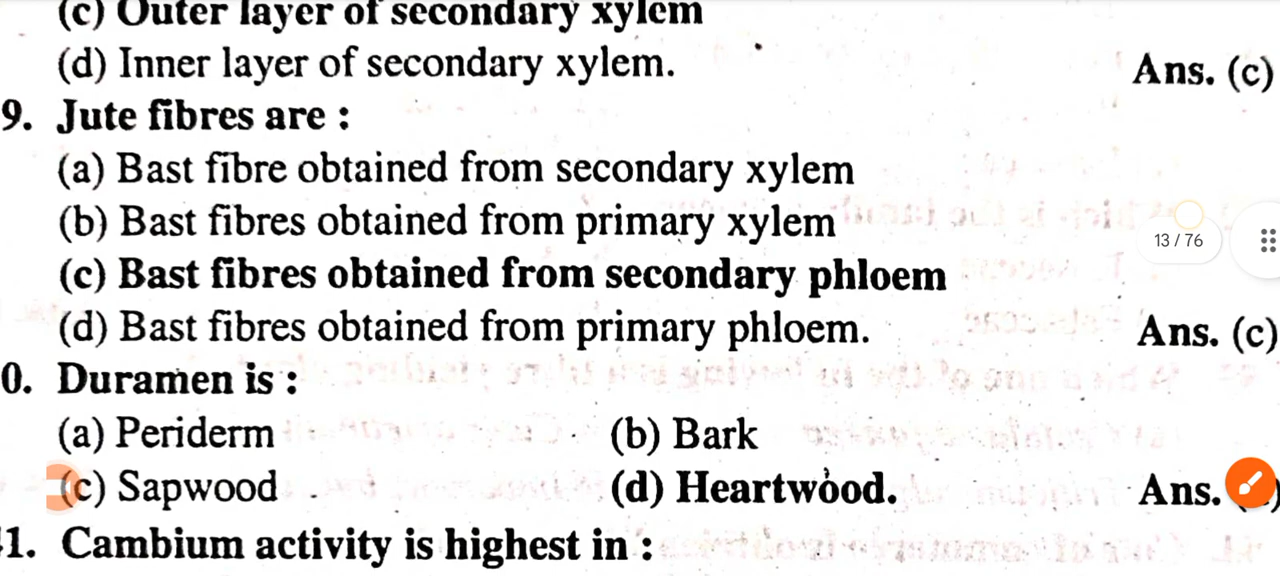 (c) Outer layer of secondary xylem
(d) Inner layer of secondary xylem. Ans. (c)
9. Jute fibres are :
(a) Bast fibre obtained from secondary xylem
(b) Bast fibres obtained from primary xylem
(c) Bast fibres obtained from secondary phloem
13 / 76
(d) Bast fibres obtained from primary phloem. Ans. (c)
0. Duramen is :
(a) Periderm (b) Bark
(c) Sapwood (d) Heartwood. Ans.
1. Cambium activity is highest in :